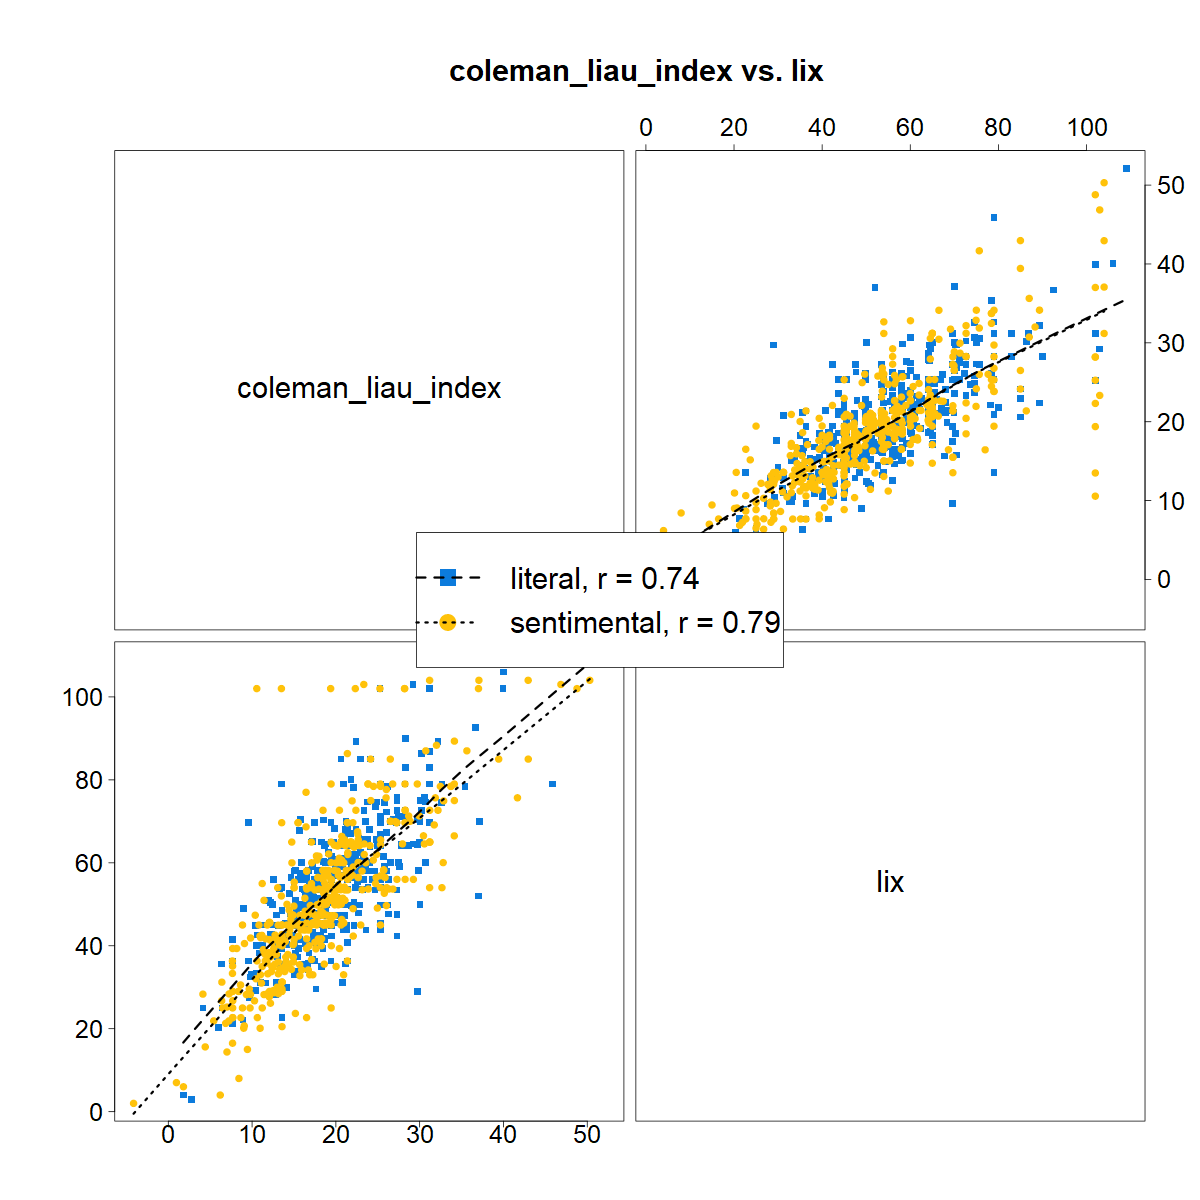 coleman_liau_index vs. lix
0 20 40 60 80 100
coleman_liau_index
50
40
30
20
10
0
literal, r = 0.74
sentimental, r = 0.79
100
80
60
40
20
0
lix
0 10 20 30 40 50